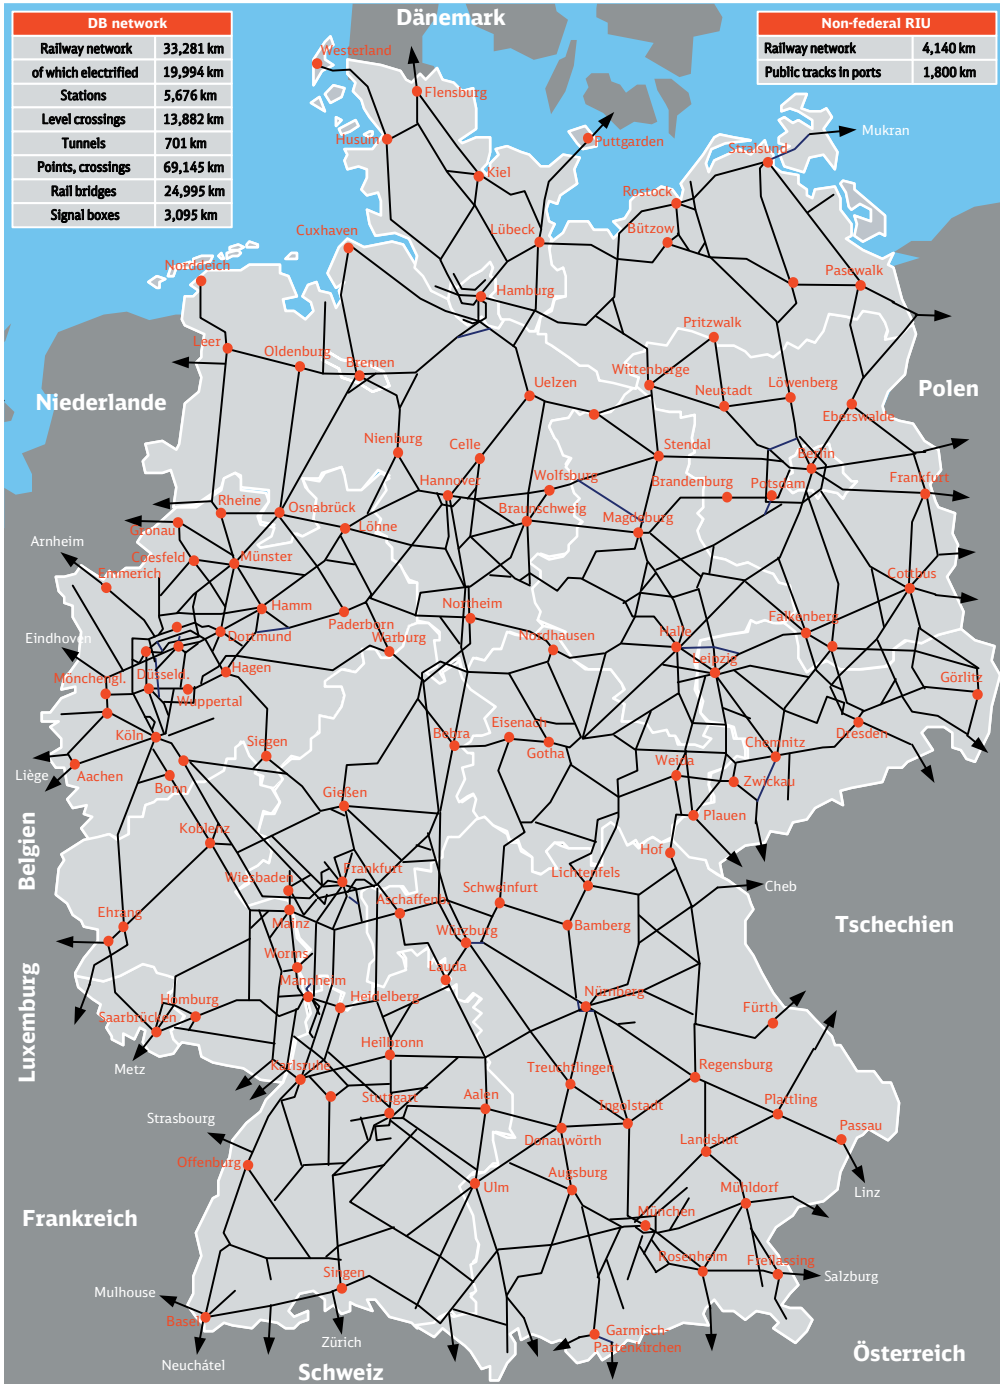 Dänemark
DB network
Railway network 33,281 km
of which electrified 19,994 km
Stations 5,676 km
Level crossings 13,882 km
Tunnels 701 km
Points, crossings 69,145 km
Rail bridges 24,995 km
Signal boxes 3,095 km
Non-federal RIU
Railway network 4,140 km
Public tracks in ports 1,800 km
Westerland
Flensburg
Husum
Puttgarden
Mukran
Stralsund
Kiel
Rostock
Lübeck
Bützow
Cuxhaven
Norddeich
Pasewalk
Hamburg
Pritzwalk
Leer
Oldenburg
Bremen
Wittenberge
Uelzen
Neustadt
Löwenberg
Niederlande
Polen
Eberswalde
Nienburg
Celle
Stendal
Berlin
Hannover
Wolfsburg
Brandenburg
Potsdam
Frankfurt
Rheine
Osnabrück
Braunschweig
Magdeburg
Löhne
Gronau
Arnheim
Coesfeld
Münster
Emmerich
Cottbus
Hamm
Northeim
Paderborn
Falkenberg
Eindhoven
Dortmund
Warburg
Nordhausen
Halle
Leipzig
Mönchengl.
Düsseld.
Hagen
Görlitz
Wuppertal
Köln
Siegen
Bebra
Eisenach
Gotha
Chemnitz
Dresden
Liège
Aachen
Bonn
Weida
Zwickau
Gießen
Plauen
Belgien
Koblenz
Hof
Wiesbaden
Frankfurt
Lichtenfels
Cheb
Schweinfurt
Aschaffenb.
Ehrang
Mainz
Bamberg
Tschechien
Würzburg
Worms
Lauda
Luxemburg
Mannheim
Nürnberg
Homburg
Heidelberg
Fürth
Saarbrücken
Heilbronn
Metz
Karlsruhe
Treuchtlingen
Regensburg
Strasbourg
Stuttgart
Aalen
Ingolstadt
Plattling
Donauwörth
Landshut
Passau
Offenburg
Augsburg
Ulm
Mühldorf
Linz
Frankreich
München
Rosenheim
Freilassing
Singen
Salzburg
Mulhouse
Basel
Zürich
Garmisch-
Partenkirchen
Neuchâtel
Schweiz
Österreich